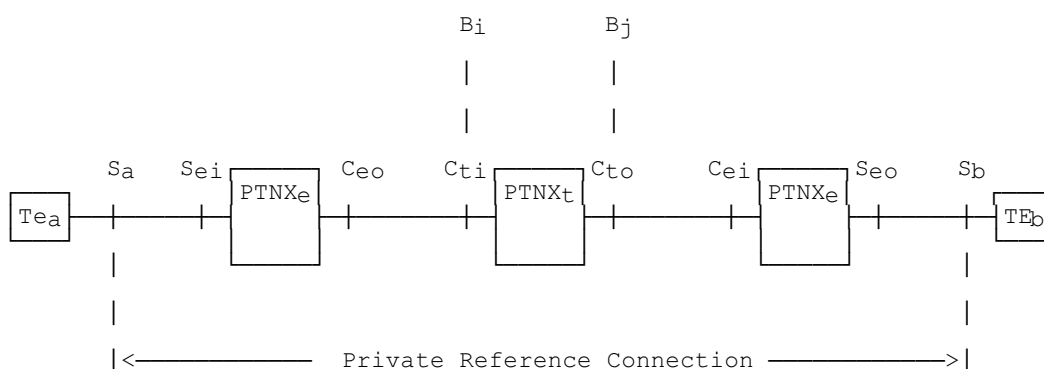 Bi Bj
Sa Sei Ceo Cti Cto Cei Seo Sb
Tea PTNXe PTNXt PTNXe TEb
Private Reference Connection